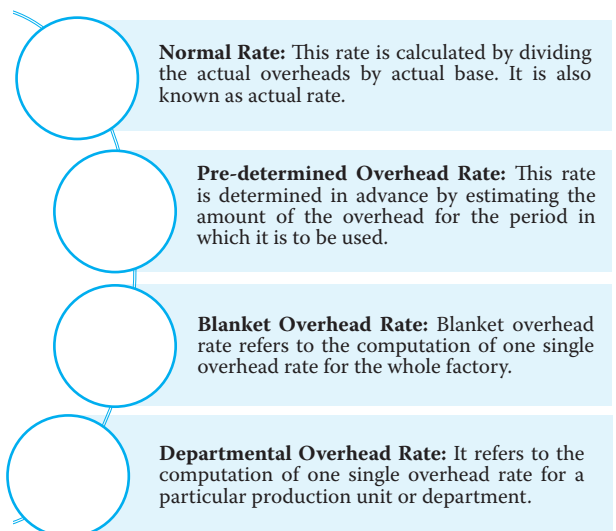 Normal Rate: This rate is calculated by dividing
the actual overheads by actual base. It is also
known as actual rate.
Pre-determined Overhead Rate: This rate
is determined in advance by estimating the
amount of the overhead for the period in
which it is to be used.
Blanket Overhead Rate: Blanket overhead
rate refers to the computation of one single
overhead rate for the whole factory.
Departmental Overhead Rate: It refers to the
computation of one single overhead rate for a
particular production unit or department.